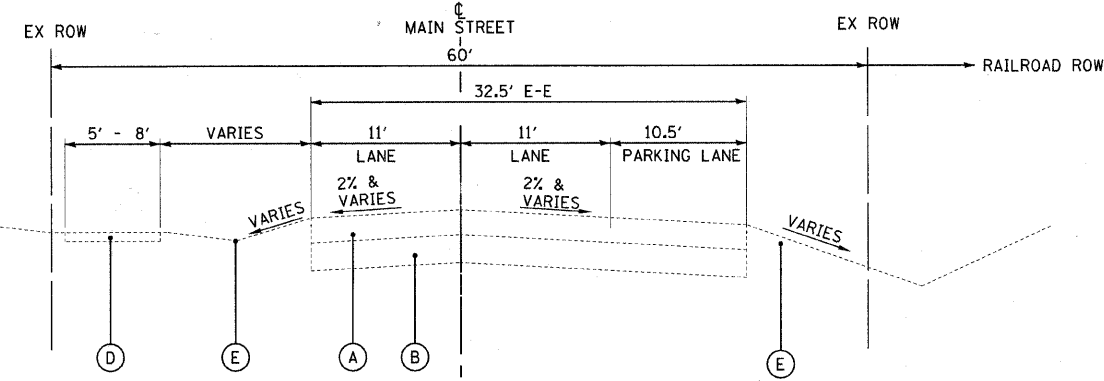 ℄
MAIN STREET
EX ROW
EX ROW
60'
RAILROAD ROW
32.5' E-E
5' - 8'
VARIES
11'
LANE
11'
LANE
10.5'
PARKING LANE
2% &
VARIES
2% &
VARIES
VARIES
VARIES
D
E
A
B
E